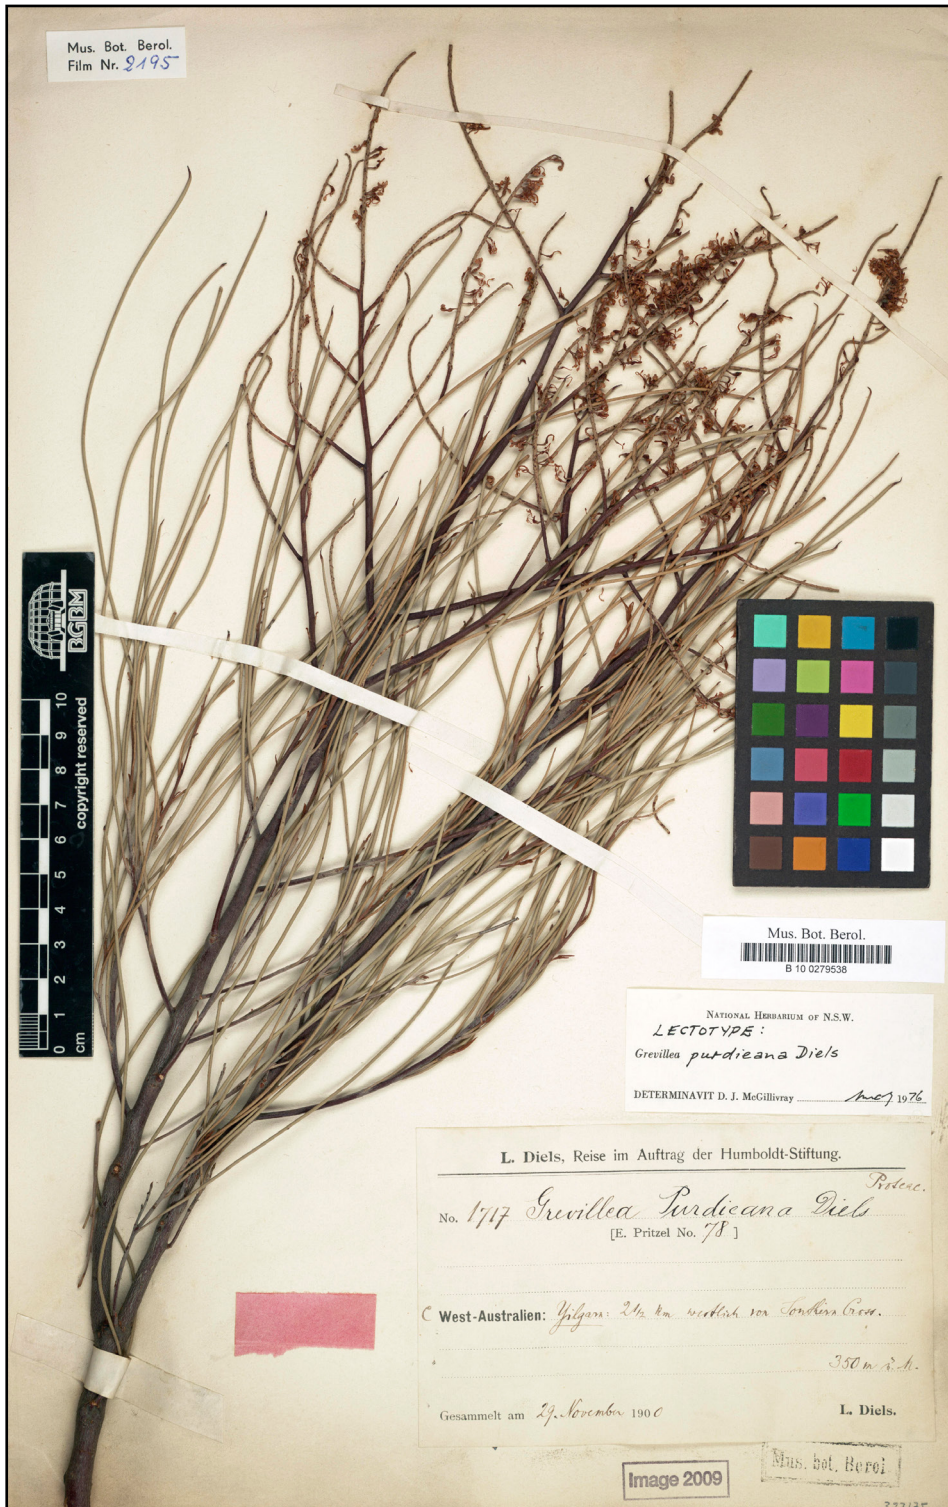 Mus. Bot. Berol.
Film Nr. 2195
BGBM
copyright reserved
10
9
8
7
6
5
4
3
2
1
0
cm
Mus. Bot. Berol.
B 10 0279538
NATIONAL HERBARIUM OF N.S.W.
LECTOTYPE:
Grevillea purdieana Diels
DETERMINAVIT D. J. McGillivray May 1976
L. Diels, Reise im Auftrag der Humboldt-Stiftung.
Proteac.
No. 1717 Grevillea Purdieana Diels
[E. Pritzel No. 78]
C West-Australien: Yilgarn: 2 1/2 km westlich von Southern Cross.
350 m ü. M.
Gesammelt am 29. November 1900 L. Diels.
Image 2009
Mus. bot. Berol.